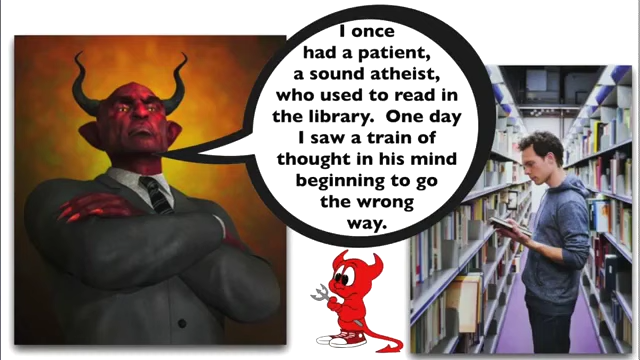 I once
had a patient,
a sound atheist,
who used to read in
the library.  One day
I saw a train of
thought in his mind
beginning to go
the wrong
way.